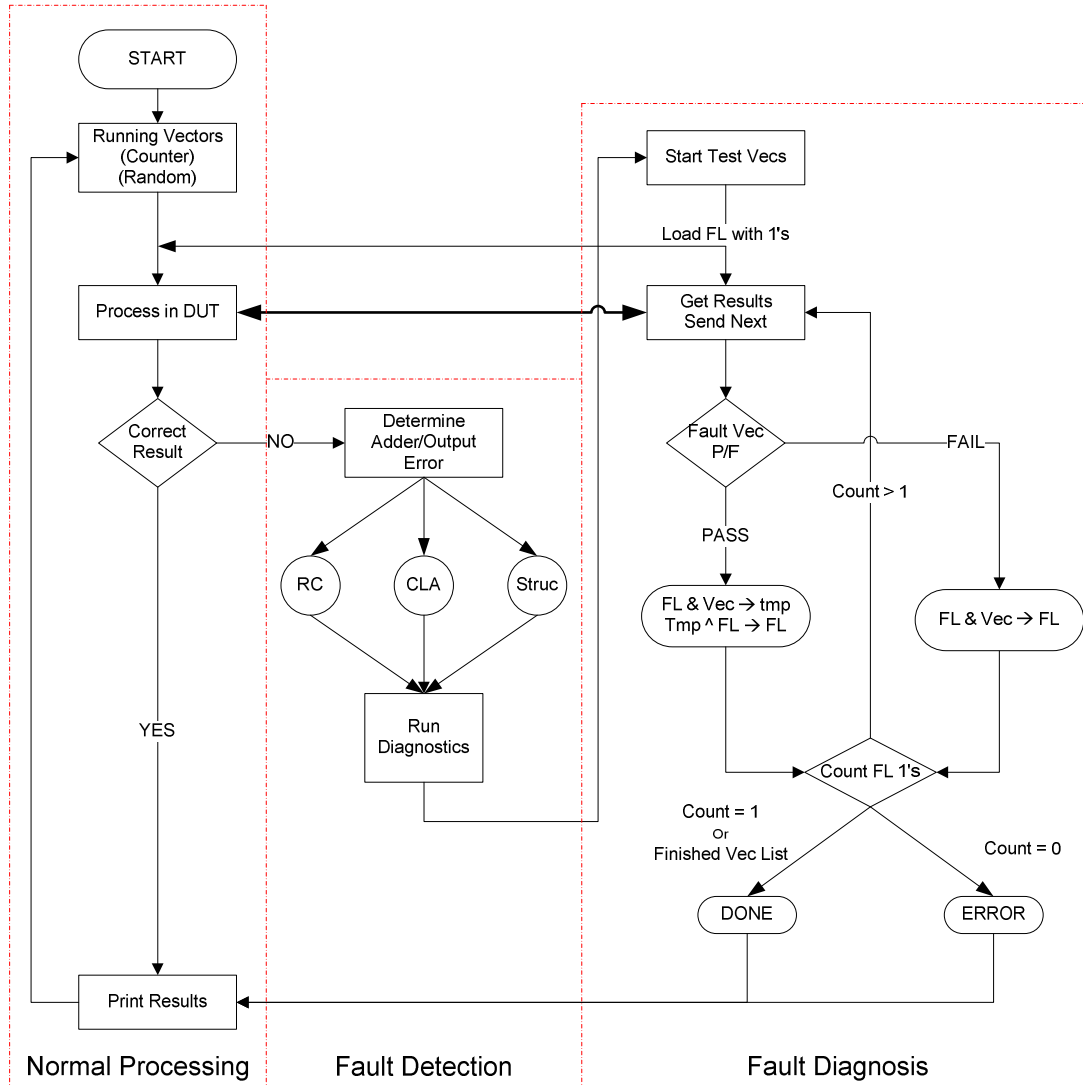 START
Running Vectors
(Counter)
(Random)
Process in DUT
Correct
Result
NO
YES
Print Results
Normal Processing
Determine
Adder/Output
Error
RC
CLA
Struc
Run
Diagnostics
Fault Detection
Start Test Vecs
Load FL with 1's
Get Results
Send Next
Fault Vec
P/F
FAIL
Count > 1
PASS
FL & Vec → tmp
Tmp ^ FL → FL
FL & Vec → FL
Count FL 1's
Count = 1
Or
Finished Vec List
Count = 0
DONE
ERROR
Fault Diagnosis